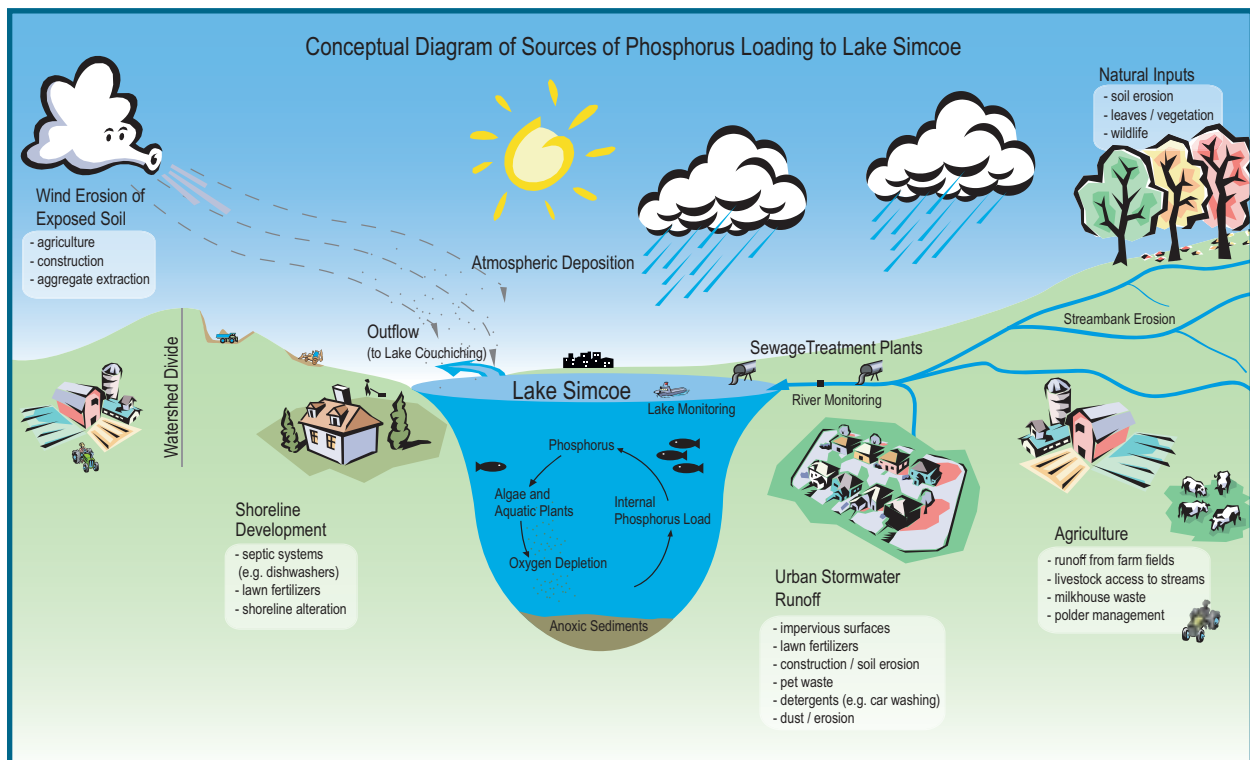 Conceptual Diagram of Sources of Phosphorus Loading to Lake Simcoe
Natural Inputs
- soil erosion
- leaves / vegetation
- wildlife
Wind Erosion of
Exposed Soil
- agriculture
- construction
- aggregate extraction
Atmospheric Deposition
Outflow
(to Lake Couchiching)
Watershed Divide
Streambank Erosion
SewageTreatment Plants
River Monitoring
Lake Simcoe
Lake Monitoring
Phosphorus
Algae and
Aquatic Plants
Oxygen Depletion
Internal
Phosphorus Load
Anoxic Sediments
Shoreline
Development
- septic systems
(e.g. dishwashers)
- lawn fertilizers
- shoreline alteration
Urban Stormwater
Runoff
- impervious surfaces
- lawn fertilizers
- construction / soil erosion
- pet waste
- detergents (e.g. car washing)
- dust / erosion
Agriculture
- runoff from farm fields
- livestock access to streams
- milkhouse waste
- polder management